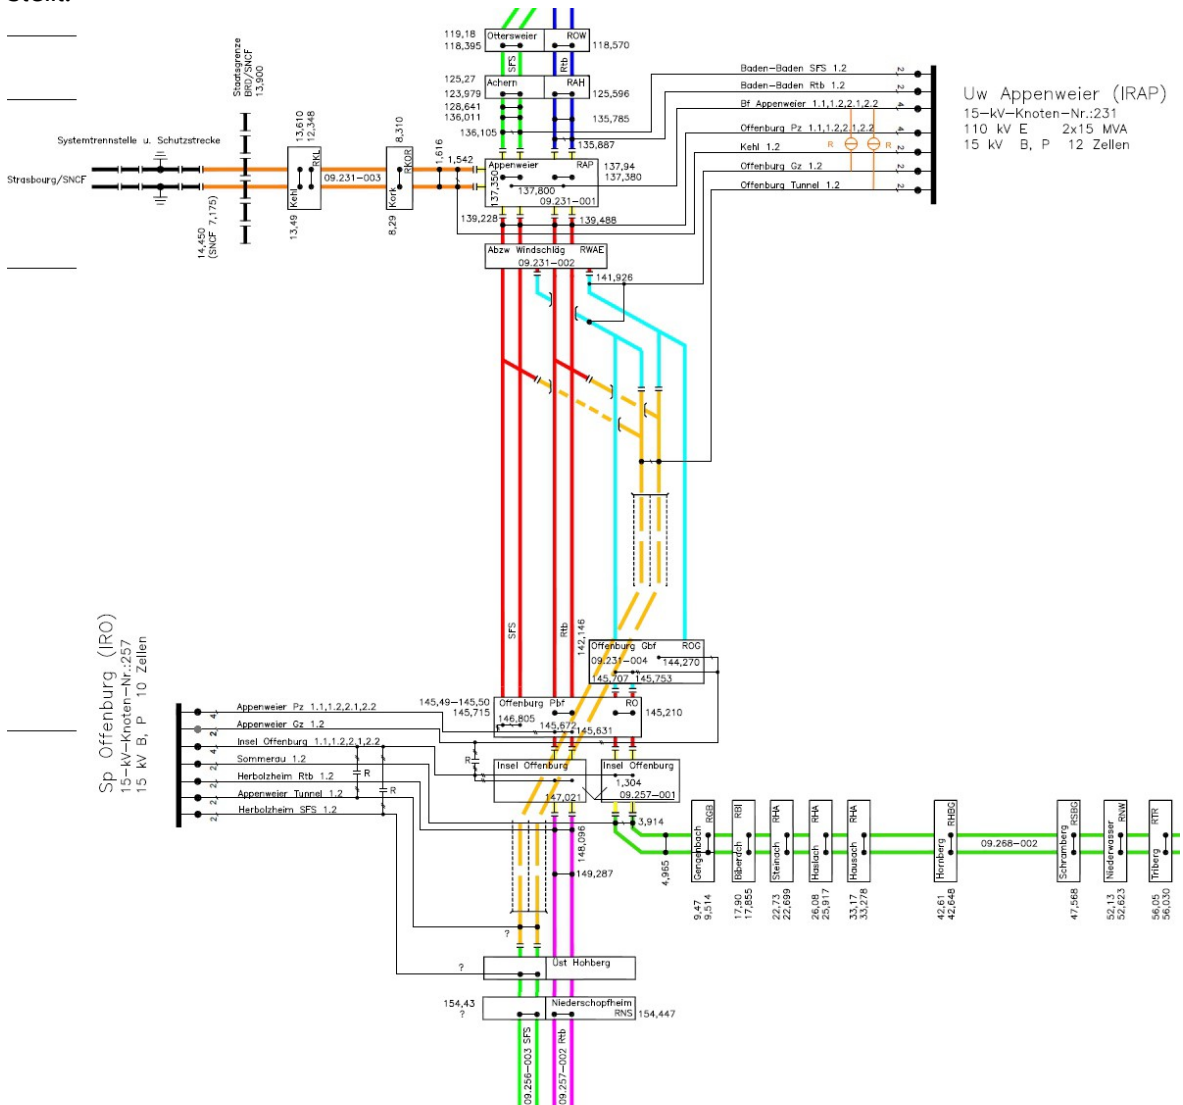 119,18
118,395
Ottersweier
ROW
118,570
SFS
Rtb
125,27
123,979
Achern
RAH
125,596
128,641
136,011
135,785
136,105
135,887
Staatsgrenze
BRD/SNCF
13,900
Systemtrennstelle u. Schutzstrecke
Strasbourg/SNCF
14,450
(SNCF 7,175)
13,610
12,348
RKL
Kehl
13,49
09.231-003
8,310
RKOR
Kork
8,29
1,616
1,542
Appenweier
RAP
137,94
137,380
137,350
137,800
09.231-001
139,228
139,488
Abzw Windschläg
RWAE
09.231-002
141,926
Baden-Baden SFS 1.2
2
Baden-Baden Rtb 1.2
2
Bf Appenweier 1.1,1.2,2.1,2.2
4
Offenburg Pz 1.1,1.2,2.1,2.2
4
R
R
Kehl 1.2
2
Offenburg Gz 1.2
2
Offenburg Tunnel 1.2
2
Uw Appenweier (IRAP)
15-kV-Knoten-Nr.:231
110 kV E 2x15 MVA
15 kV B, P 12 Zellen
SFS
Rtb
142,146
Offenburg Gbf
ROG
09.231-004
144,270
145,707
145,753
Sp Offenburg (IRO)
15-kV-Knoten-Nr.:257
15 kV B, P 10 Zellen
145,49-145,50
145,715
Offenburg Pbf
RO
145,210
146,805
145,672
145,631
Appenweier Pz 1.1,1.2,2.1,2.2
4
Appenweier Gz 1.2
2
Insel Offenburg 1.1,1.2,2.1,2.2
4
Sommerau 1.2
2
Herbolzheim Rtb 1.2
2
Appenweier Tunnel 1.2
2
Herbolzheim SFS 1.2
2
R
R
R
Insel Offenburg
147,021
Insel Offenburg
1,304
09.257-001
3,914
148,096
149,287
4,965
Gengenbach
RGB
9,47
9,514
Biberach
RBI
17,90
17,855
Steinach
RHA
22,73
22,699
Haslach
RHA
26,08
25,917
Hausach
RHA
33,17
33,278
Hornberg
RHBG
42,61
42,648
09.268-002
Schramberg
RSBG
47,568
Niederwasser
RNW
52,13
52,623
Triberg
RTR
56,05
56,030
?
?
Üst Hohberg
154,43
?
Niederschopfheim
RNS
154,447
09.256-003 SFS
09.257-002 Rtb